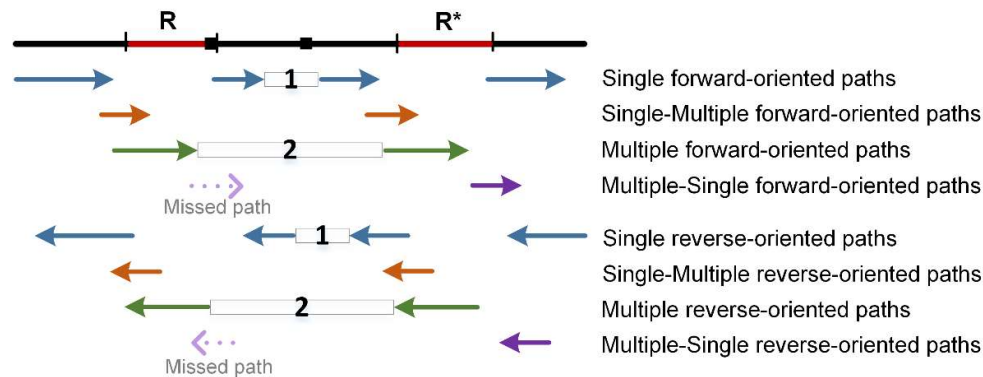 R R*
1 Single forward-oriented paths
Single-Multiple forward-oriented paths
2 Multiple forward-oriented paths
Multiple-Single forward-oriented paths
Missed path
1 Single reverse-oriented paths
Single-Multiple reverse-oriented paths
2 Multiple reverse-oriented paths
Multiple-Single reverse-oriented paths
Missed path